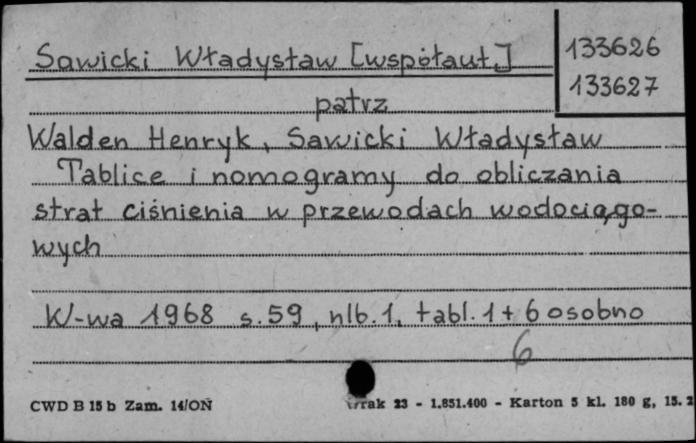 Sawicki Władysław [współaut.]
133626
133627
patrz
Walden Henryk, Sawicki Władysław
Tablice i nomogramy do obliczania
strat ciśnienia w przewodach wodociągo-
wych
W-wa 1968 s.59, nlb.1, tabl.1+6 osobno
6
CWD B 15 b Zam. 14/ON
23 - 1.851.400 - Karton 5 kl. 180 g, 15.2